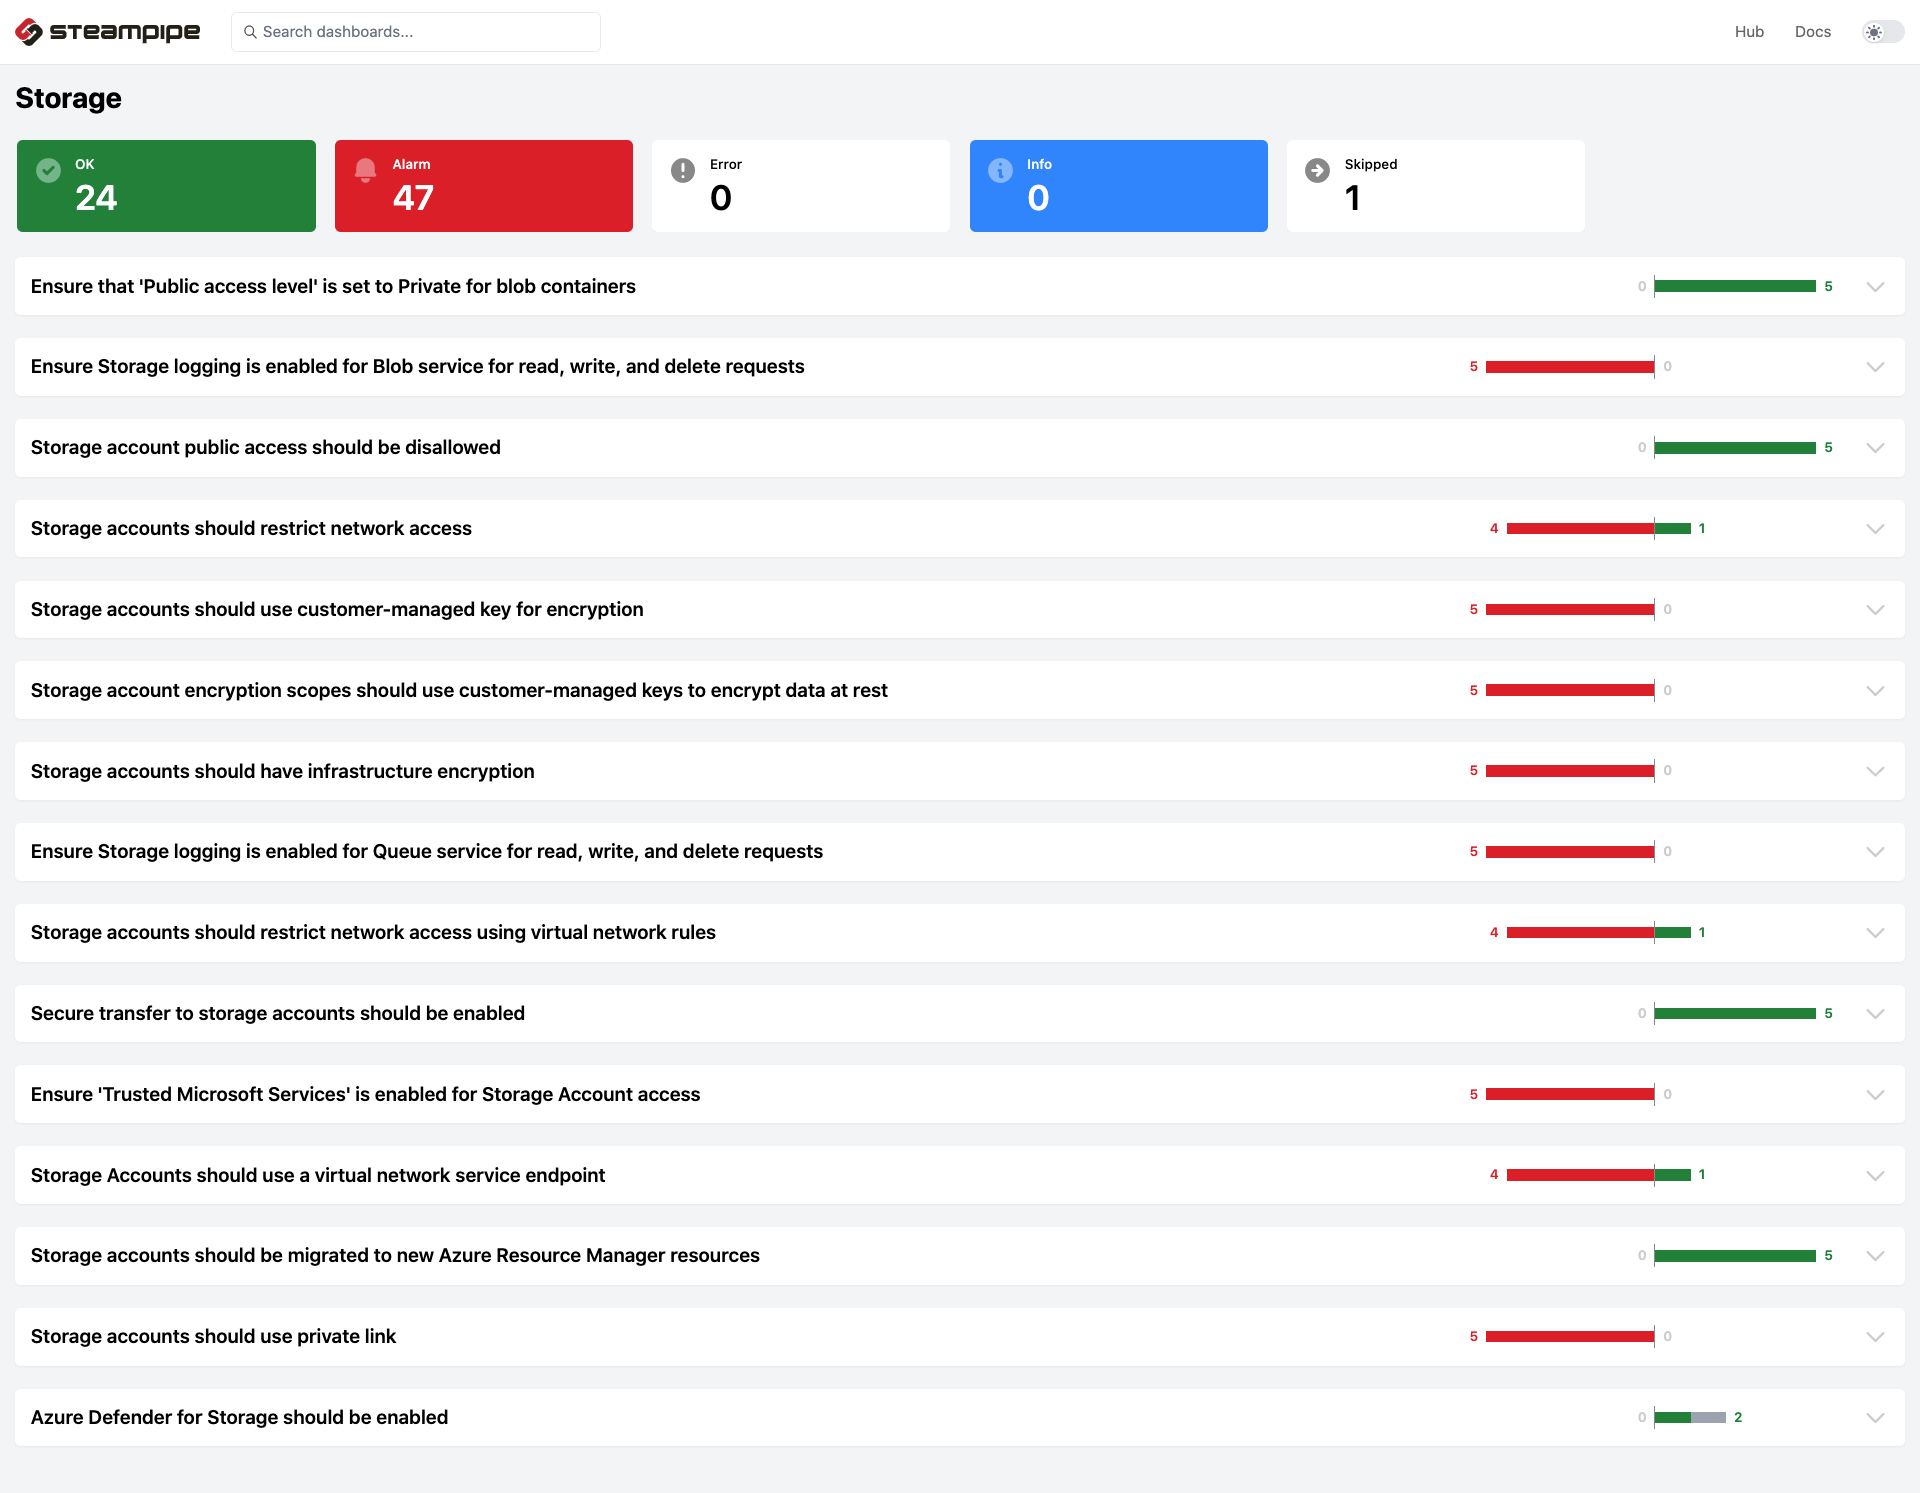 steampipe
Search dashboards...
Hub
Docs
Storage
OK
24
Alarm
47
Error
0
Info
0
Skipped
1
Ensure that 'Public access level' is set to Private for blob containers
0 5
Ensure Storage logging is enabled for Blob service for read, write, and delete requests
5 0
Storage account public access should be disallowed
0 5
Storage accounts should restrict network access
4 1
Storage accounts should use customer-managed key for encryption
5 0
Storage account encryption scopes should use customer-managed keys to encrypt data at rest
5 0
Storage accounts should have infrastructure encryption
5 0
Ensure Storage logging is enabled for Queue service for read, write, and delete requests
5 0
Storage accounts should restrict network access using virtual network rules
4 1
Secure transfer to storage accounts should be enabled
0 5
Ensure 'Trusted Microsoft Services' is enabled for Storage Account access
5 0
Storage Accounts should use a virtual network service endpoint
4 1
Storage accounts should be migrated to new Azure Resource Manager resources
0 5
Storage accounts should use private link
5 0
Azure Defender for Storage should be enabled
0 2